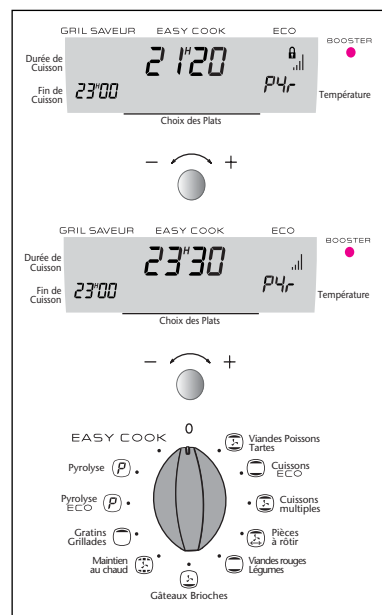 GRIL SAVEUR EASY COOK ECO
BOOSTER
Durée de
Cuisson
21H20
Fin de
Cuisson
23H00
PYr
Température
Choix des Plats
− +
GRIL SAVEUR EASY COOK ECO
BOOSTER
Durée de
Cuisson
23H30
Fin de
Cuisson
23H00
PYr
Température
Choix des Plats
− +
0
EASY COOK
Viandes Poissons
Tartes
Pyrolyse P
Cuissons
ECO
Pyrolyse
ECO P
Cuissons
multiples
Gratins
Grillades
Pièces
à rôtir
Maintien
au chaud
Viandes rouges
Légumes
Gâteaux Brioches